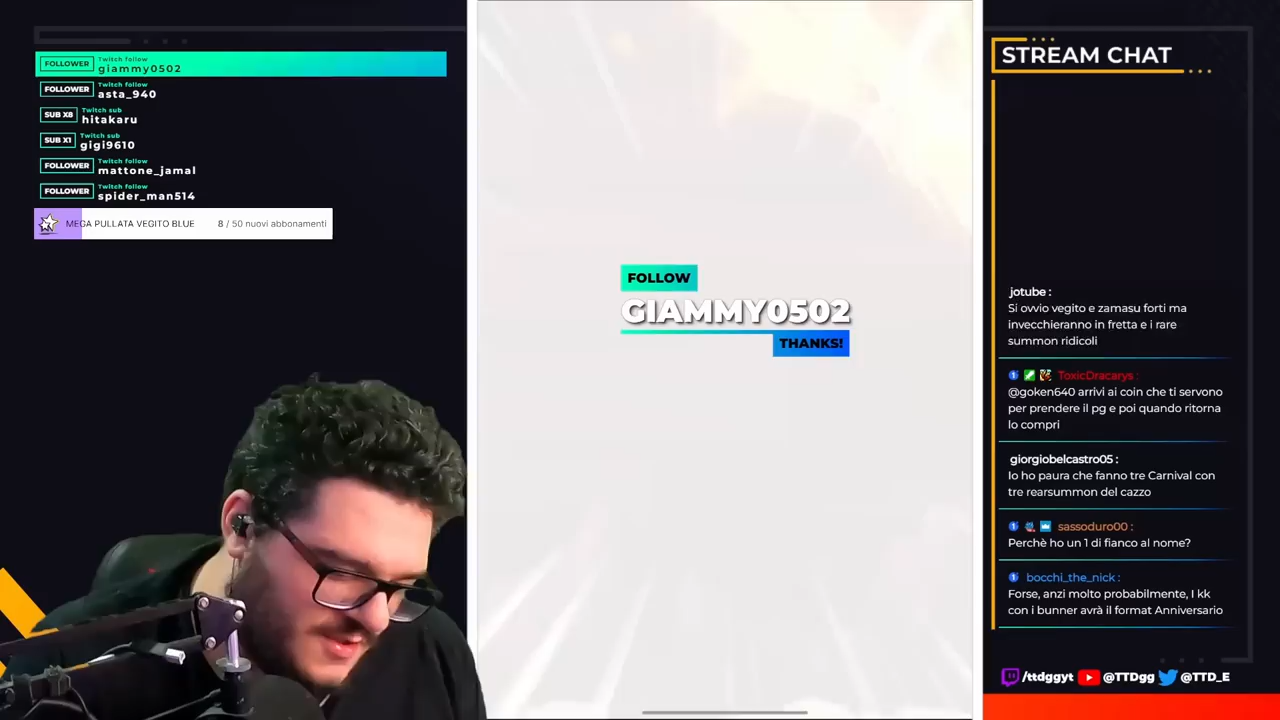 FOLLOWER Twitch follow
giammy0502
FOLLOWER Twitch follow
asta_940
SUB X8 Twitch sub
hitakaru
SUB X1 Twitch sub
gigi9610
FOLLOWER Twitch follow
mattone_jamal
FOLLOWER Twitch follow
spider_man514
MEGA PULLATA VEGITO BLUE 8 / 50 nuovi abbonamenti
FOLLOW
GIAMMY0502
THANKS!
STREAM CHAT
jotube :
Si ovvio vegito e zamasu forti ma
invecchieranno in fretta e i rare
summon ridicoli
1 ToxicDracarys :
@goken640 arrivi ai coin che ti servono
per prendere il pg e poi quando ritorna
lo compri
giorgiobelcastro05 :
Io ho paura che fanno tre Carnival con
tre rearsummon del cazzo
1 sassoduro00 :
Perchè ho un 1 di fianco al nome?
1 bocchi_the_nick :
Forse, anzi molto probabilmente, I kk
con i bunner avrà il format Anniversario
/ttdggyt @TTDgg @TTD_E